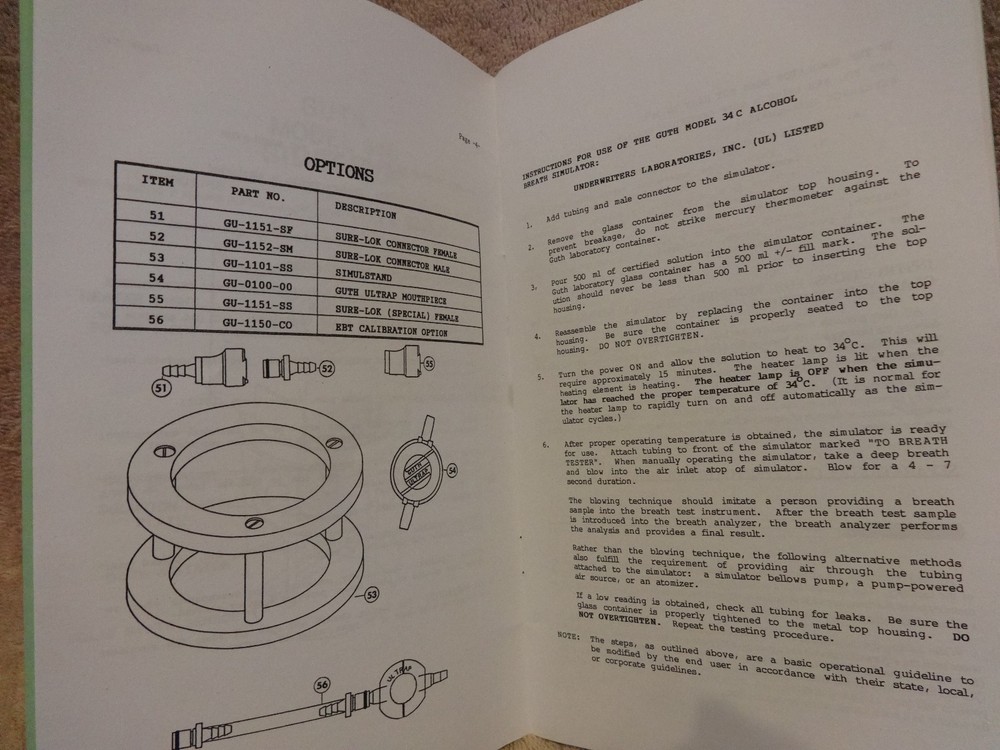 Page -4-
OPTIONS
ITEM PART NO. DESCRIPTION
51 GU-1151-SF SURE-LOK CONNECTOR FEMALE
52 GU-1152-SM SURE-LOK CONNECTOR MALE
53 GU-1101-SS SIMULSTAND
54 GU-0100-00 GUTH ULTRAP MOUTHPIECE
55 GU-1151-SS SURE-LOK (SPECIAL) FEMALE
56 GU-1150-CO EBT CALIBRATION OPTION
51
52
55
GUTH
ULTRAP
54
53
56
ULTRAP
INSTRUCTIONS FOR USE OF THE GUTH MODEL 34C ALCOHOL
BREATH SIMULATOR:
UNDERWRITERS LABORATORIES, INC. (UL) LISTED
1. Add tubing and male connector to the simulator.
2. Remove the glass container from the simulator top housing. To
prevent breakage, do not strike mercury thermometer against the
Guth laboratory container.
3. Pour 500 ml of certified solution into the simulator container. The
Guth laboratory glass container has a 500 ml +/- fill mark. The sol-
ution should never be less than 500 ml prior to inserting the top
housing.
4. Reassemble the simulator by replacing the container into the top
housing. Be sure the container is properly seated to the top
housing. DO NOT OVERTIGHTEN.
5. Turn the power ON and allow the solution to heat to 34°C. This will
require approximately 15 minutes. The heater lamp is lit when the
heating element is heating. The heater lamp is OFF when the simu-
lator has reached the proper temperature of 34°C. (It is normal for
the heater lamp to rapidly turn on and off automatically as the sim-
ulator cycles.)
6. After proper operating temperature is obtained, the simulator is ready
for use. Attach tubing to front of the simulator marked "TO BREATH
TESTER". When manually operating the simulator, take a deep breath
and blow into the air inlet atop of simulator. Blow for a 4 - 7
second duration.
The blowing technique should imitate a person providing a breath
sample into the breath test instrument. After the breath test sample
is introduced into the breath analyzer, the breath analyzer performs
the analysis and provides a final result.
Rather than the blowing technique, the following alternative methods
also fulfill the requirement of providing air through the tubing
attached to the simulator: a simulator bellows pump, a pump-powered
air source, or an atomizer.
If a low reading is obtained, check all tubing for leaks. Be sure the
glass container is properly tightened to the metal top housing. DO
NOT OVERTIGHTEN. Repeat the testing procedure.
NOTE: The steps, as outlined above, are a basic operational guideline to
be modified by the end user in accordance with their state, local,
or corporate guidelines.